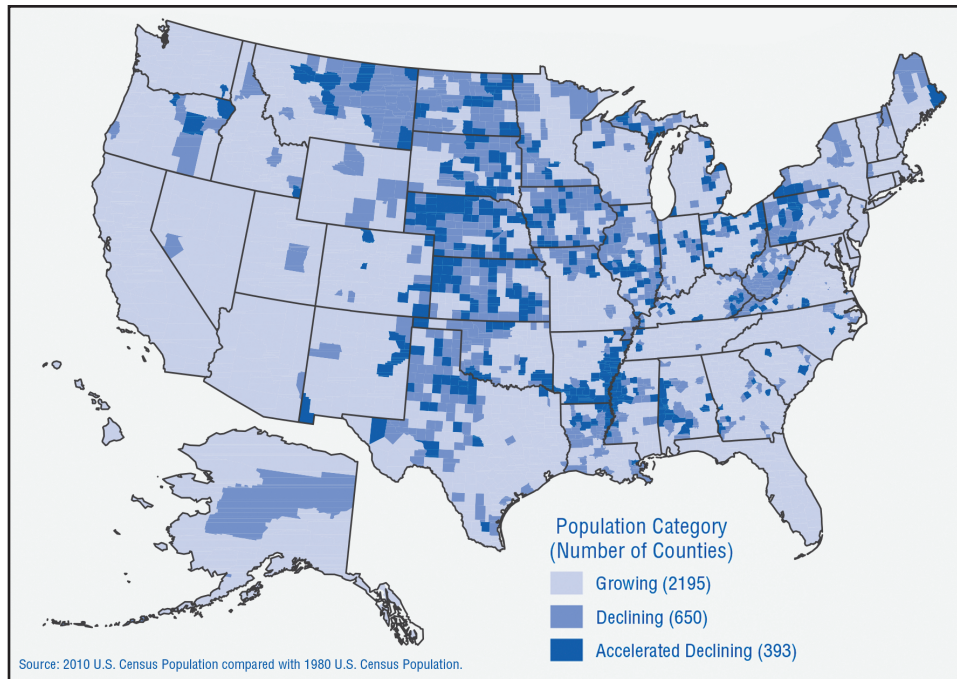 Population Category
(Number of Counties)
Growing (2195)
Declining (650)
Accelerated Declining (393)
Source: 2010 U.S. Census Population compared with 1980 U.S. Census Population.